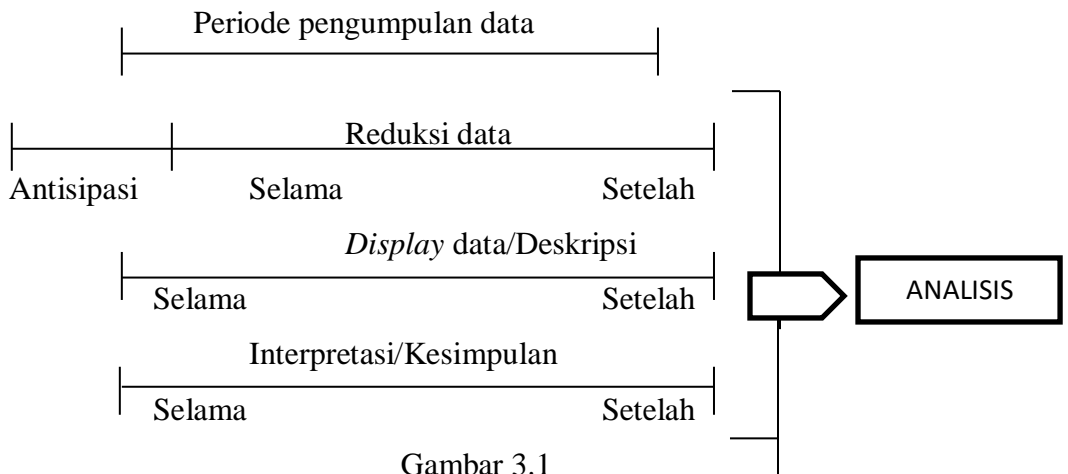 Periode pengumpulan data
Reduksi data
Antisipasi Selama Setelah
Display data/Deskripsi
Selama Setelah
ANALISIS
Interpretasi/Kesimpulan
Selama Setelah
Gambar 3.1